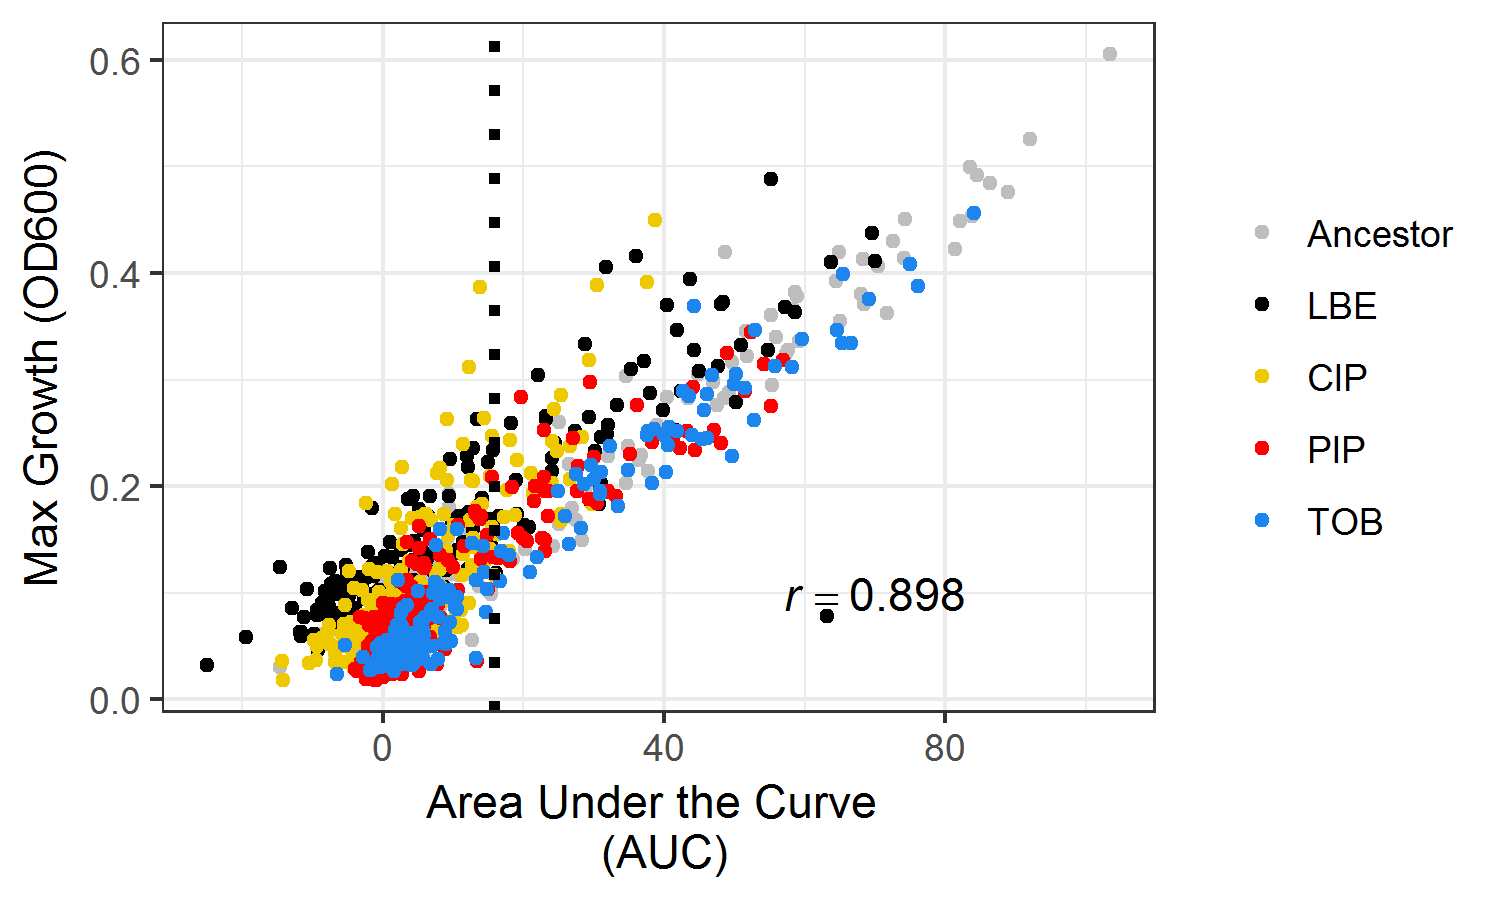 0.6
0.4
0.2
0.0
Max Growth (OD600)
r = 0.898
0
40
80
Area Under the Curve
(AUC)
Ancestor
LBE
CIP
PIP
TOB